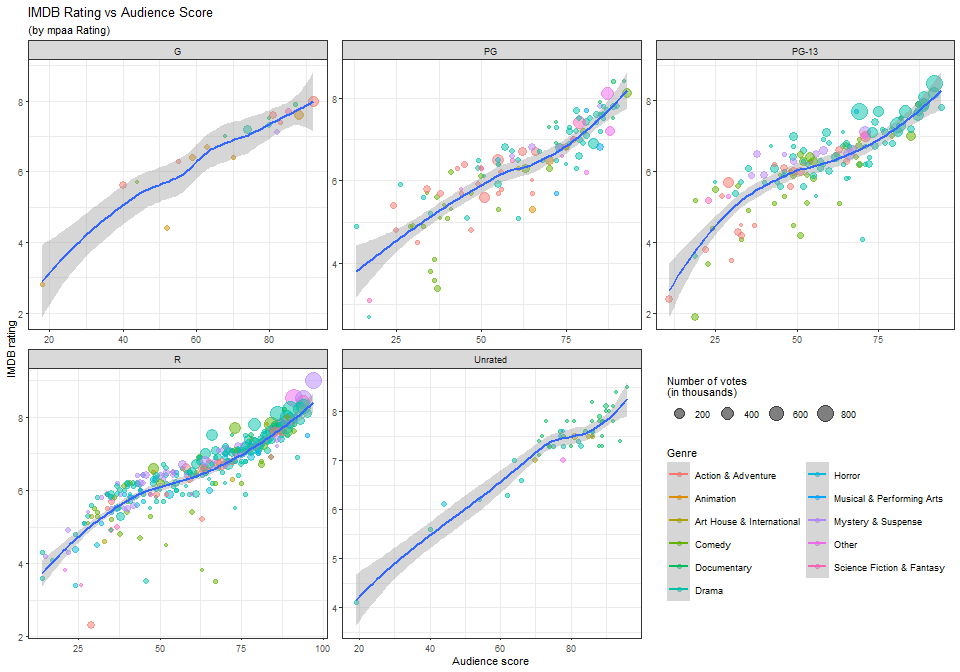 IMDB Rating vs Audience Score
(by mpaa Rating)
G
PG
PG-13
8
6
4
2
20
40
60
80
8
6
4
25
50
75
8
6
4
2
25
50
75
IMDB rating
R
Unrated
8
6
4
2
25
50
75
100
8
7
6
5
4
20
40
60
80
Audience score
Number of votes
(in thousands)
200
400
600
800
Genre
Action & Adventure
Animation
Art House & International
Comedy
Documentary
Drama
Horror
Musical & Performing Arts
Mystery & Suspense
Other
Science Fiction & Fantasy